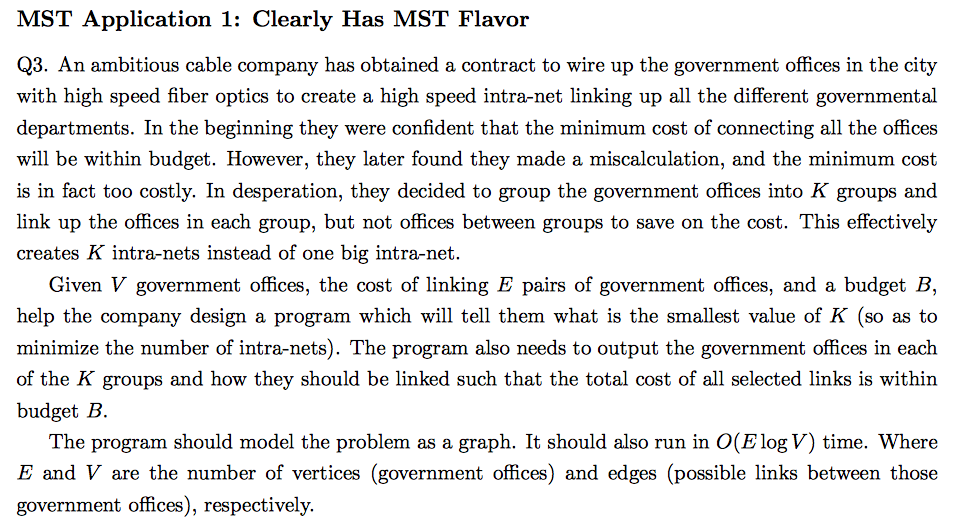 MST Application 1: Clearly Has MST Flavor
Q3. An ambitious cable company has obtained a contract to wire up the government offices in the city
with high speed fiber optics to create a high speed intra-net linking up all the different governmental
departments. In the beginning they were confident that the minimum cost of connecting all the offices
will be within budget. However, they later found they made a miscalculation, and the minimum cost
is in fact too costly. In desperation, they decided to group the government offices into K groups and
link up the offices in each group, but not offices between groups to save on the cost. This effectively
creates K intra-nets instead of one big intra-net.
Given V government offices, the cost of linking E pairs of government offices, and a budget B,
help the company design a program which will tell them what is the smallest value of K (so as to
minimize the number of intra-nets). The program also needs to output the government offices in each
of the K groups and how they should be linked such that the total cost of all selected links is within
budget B.
The program should model the problem as a graph. It should also run in O(E log V) time. Where
E and V are the number of vertices (government offices) and edges (possible links between those
government offices), respectively.